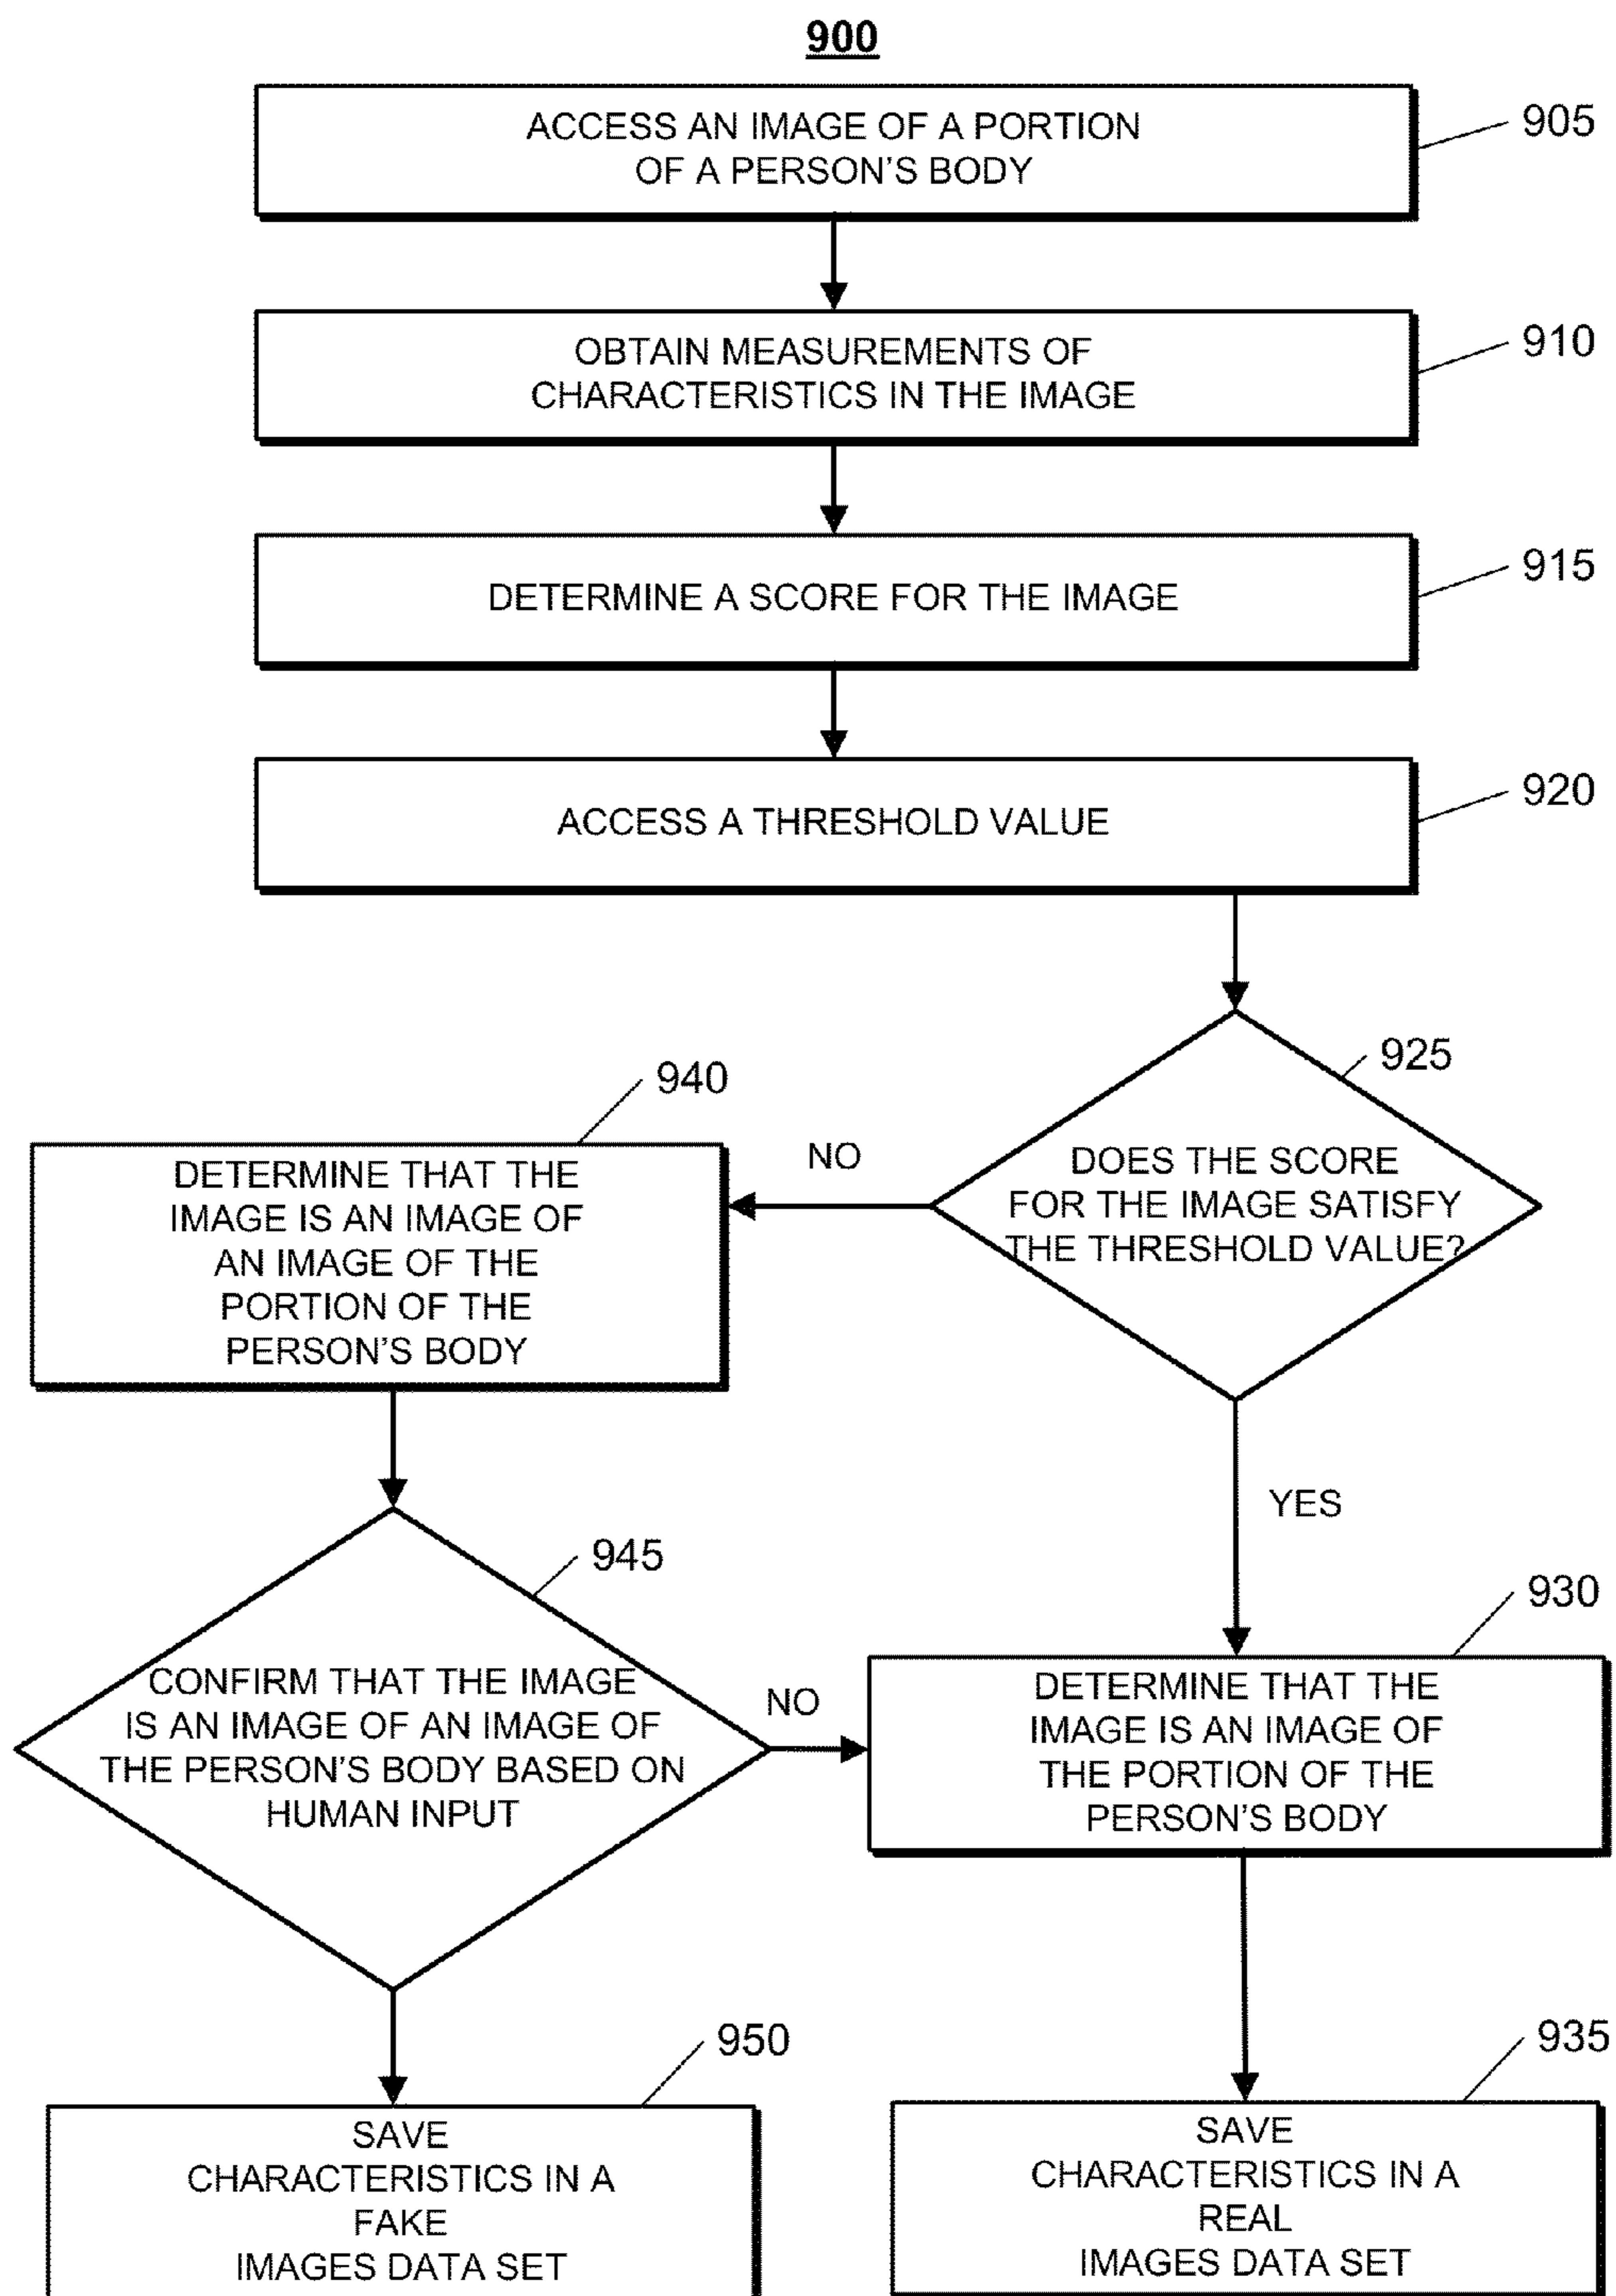 900
ACCESS AN IMAGE OF A PORTION
OF A PERSON'S BODY
905
OBTAIN MEASUREMENTS OF
CHARACTERISTICS IN THE IMAGE
910
DETERMINE A SCORE FOR THE IMAGE
915
ACCESS A THRESHOLD VALUE
920
925
DOES THE SCORE
FOR THE IMAGE SATISFY
THE THRESHOLD VALUE?
NO
940
DETERMINE THAT THE
IMAGE IS AN IMAGE OF
AN IMAGE OF THE
PORTION OF THE
PERSON'S BODY
YES
945
CONFIRM THAT THE IMAGE
IS AN IMAGE OF AN IMAGE OF
THE PERSON'S BODY BASED ON
HUMAN INPUT
NO
930
DETERMINE THAT THE
IMAGE IS AN IMAGE OF
THE PORTION OF THE
PERSON'S BODY
950
SAVE
CHARACTERISTICS IN A
FAKE
IMAGES DATA SET
935
SAVE
CHARACTERISTICS IN A
REAL
IMAGES DATA SET